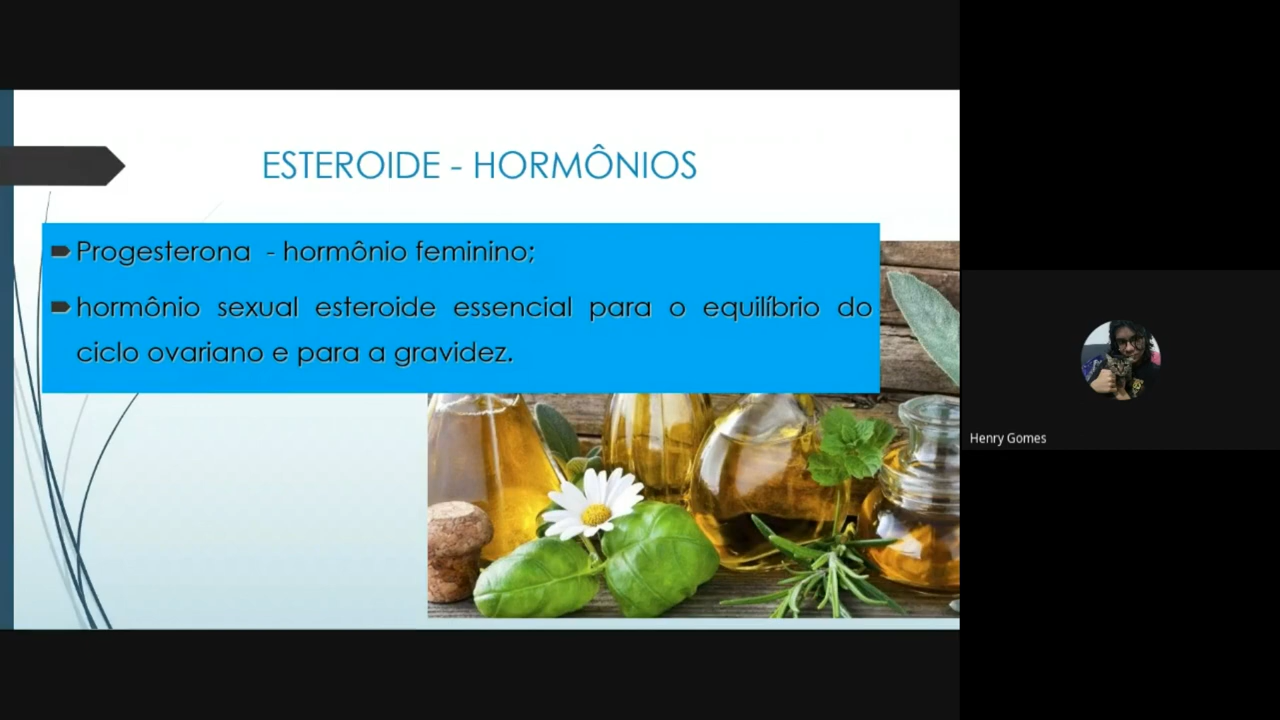 ESTEROIDE - HORMÔNIOS
Progesterona - hormônio feminino;
hormônio sexual esteroide essencial para o equilíbrio do
ciclo ovariano e para a gravidez.
Henry Gomes